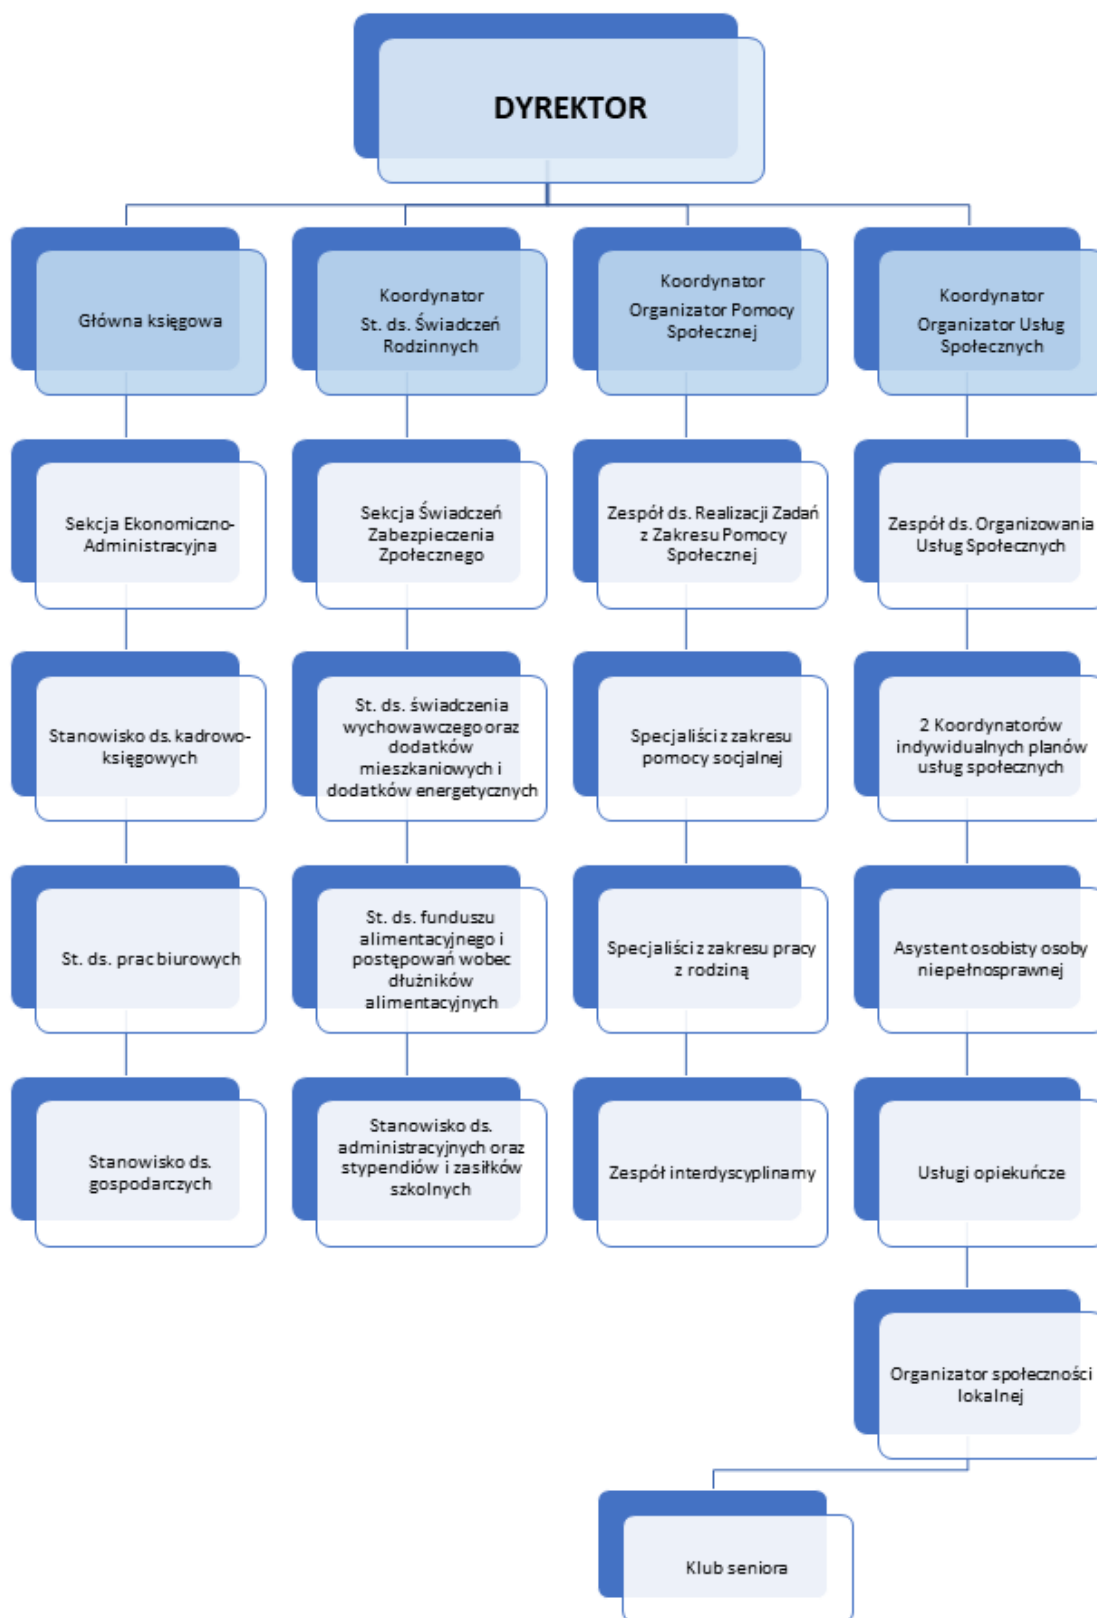 DYREKTOR
Główna księgowa
Koordynator
St. ds. Świadczeń
Rodzinnych
Koordynator
Organizator Pomocy
Społecznej
Koordynator
Organizator Usług
Społecznych
Sekcja Ekonomiczno-
Administracyjna
Sekcja Świadczeń
Zabezpieczenia
Zpołecznego
Zespół ds. Realizacji Zadań
z Zakresu Pomocy
Społecznej
Zespół ds. Organizowania
Usług Społecznych
Stanowisko ds. kadrowo-
księgowych
St. ds. świadczenia
wychowawczego oraz
dodatków
mieszkaniowych i
dodatków energetycznych
Specjaliści z zakresu
pomocy socjalnej
2 Koordynatorów
indywidualnych planów
usług społecznych
St. ds. prac biurowych
St. ds. funduszu
alimentacyjnego i
postępowań wobec
dłużników
alimentacyjnych
Specjaliści z zakresu pracy
z rodziną
Asystent osobisty osoby
niepełnosprawnej
Stanowisko ds.
gospodarczych
Stanowisko ds.
administracyjnych oraz
stypendiów i zasiłków
szkolnych
Zespół interdyscyplinamy
Usługi opiekuńcze
Organizator społeczności
lokalnej
Klub seniora